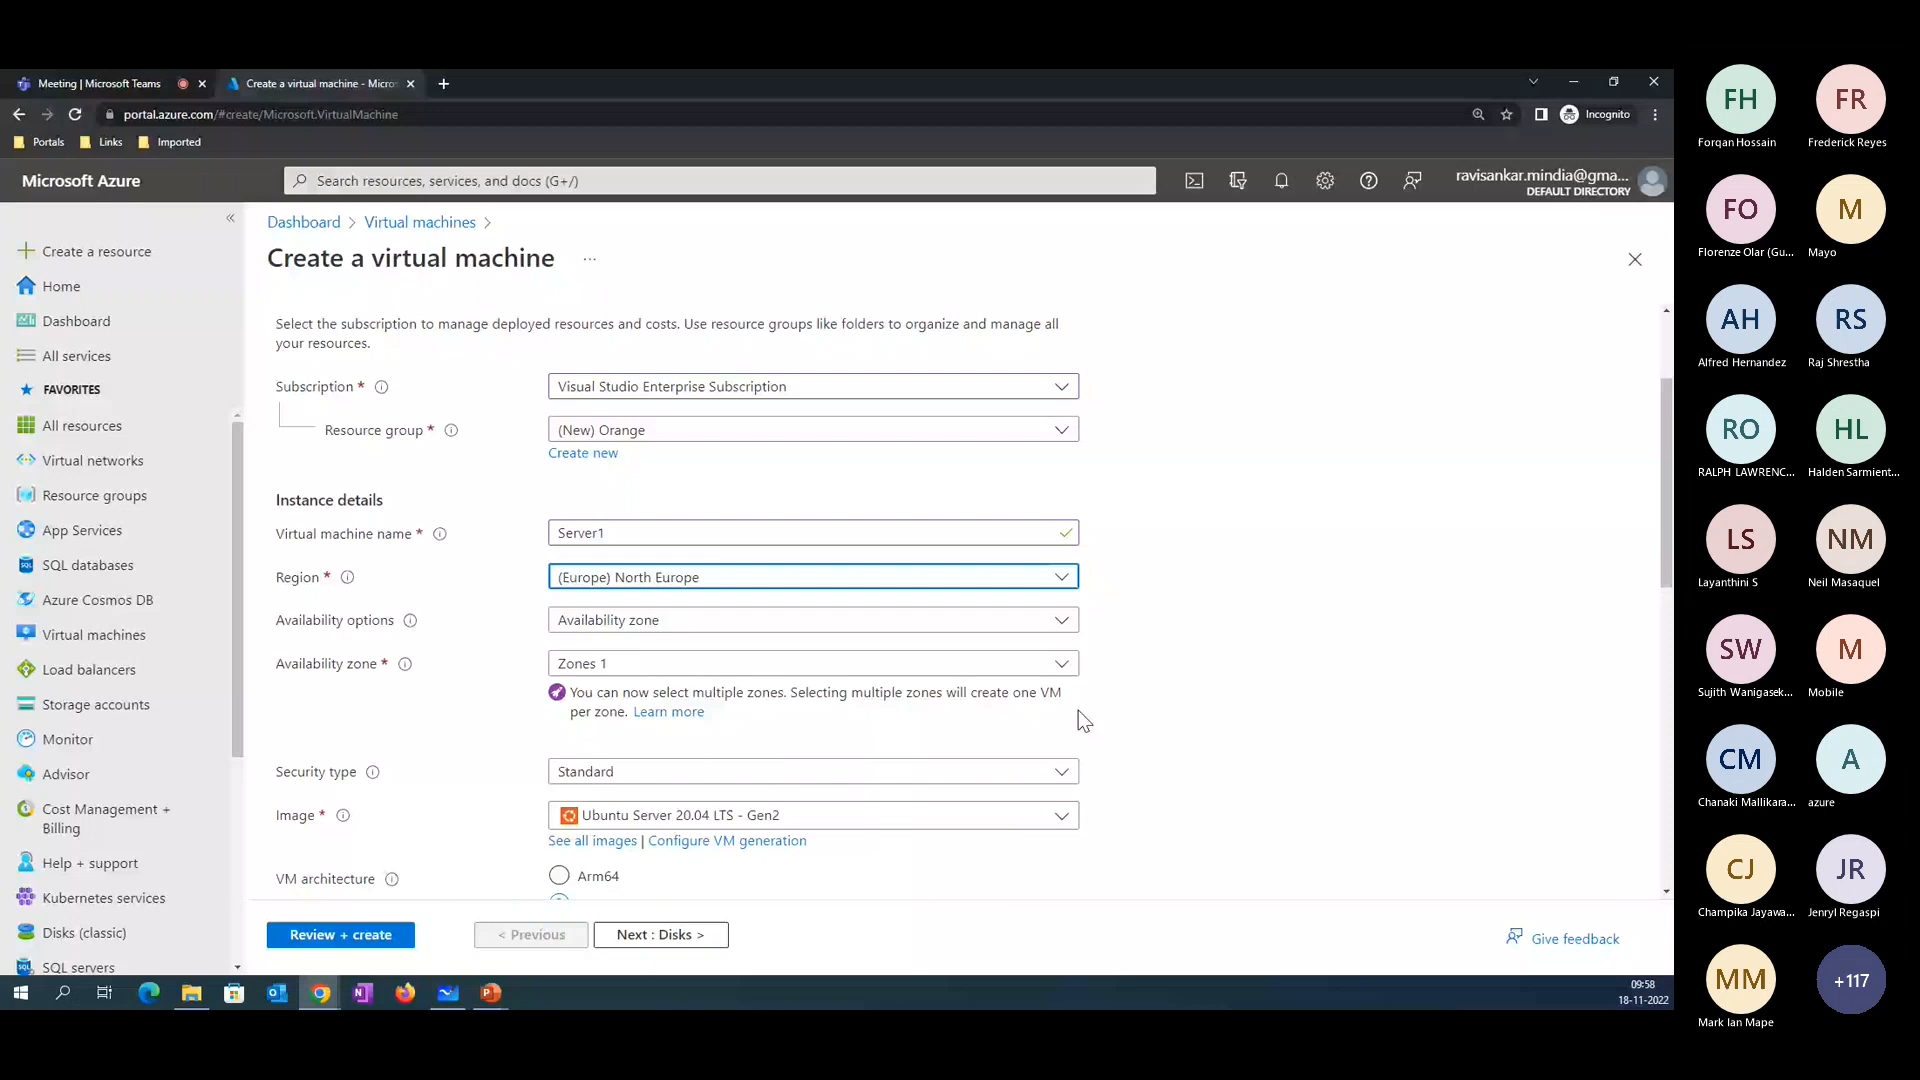 Meeting | Microsoft Teams
Create a virtual machine - Micros
portal.azure.com/#create/Microsoft.VirtualMachine
Incognito
Portals
Links
Imported
Microsoft Azure
Search resources, services, and docs (G+/)
ravisankar.mindia@gma...
DEFAULT DIRECTORY
Create a resource
Home
Dashboard
All services
FAVORITES
All resources
Virtual networks
Resource groups
App Services
SQL databases
Azure Cosmos DB
Virtual machines
Load balancers
Storage accounts
Monitor
Advisor
Cost Management +
Billing
Help + support
Kubernetes services
Disks (classic)
SQL servers
Dashboard > Virtual machines >
Create a virtual machine ...
Select the subscription to manage deployed resources and costs. Use resource groups like folders to organize and manage all
your resources.
Subscription *
Visual Studio Enterprise Subscription
Resource group *
(New) Orange
Create new
Instance details
Virtual machine name *
Server1
Region *
(Europe) North Europe
Availability options
Availability zone
Availability zone *
Zones 1
You can now select multiple zones. Selecting multiple zones will create one VM
per zone. Learn more
Security type
Standard
Image *
Ubuntu Server 20.04 LTS - Gen2
See all images | Configure VM generation
VM architecture
Arm64
Review + create
< Previous
Next : Disks >
Give feedback
09:58
18-11-2022
FH
Forqan Hossain
FR
Frederick Reyes
FO
Florenze Olar (Gu...
M
Mayo
AH
Alfred Hernandez
RS
Raj Shrestha
RO
RALPH LAWRENC...
HL
Halden Sarmient...
LS
Layanthini S
NM
Neil Masaquel
SW
Sujith Wanigasek...
M
Mobile
CM
Chanaki Mallikara...
A
azure
CJ
Champika Jayawa...
JR
Jenryl Regaspi
MM
Mark Ian Mape
+117